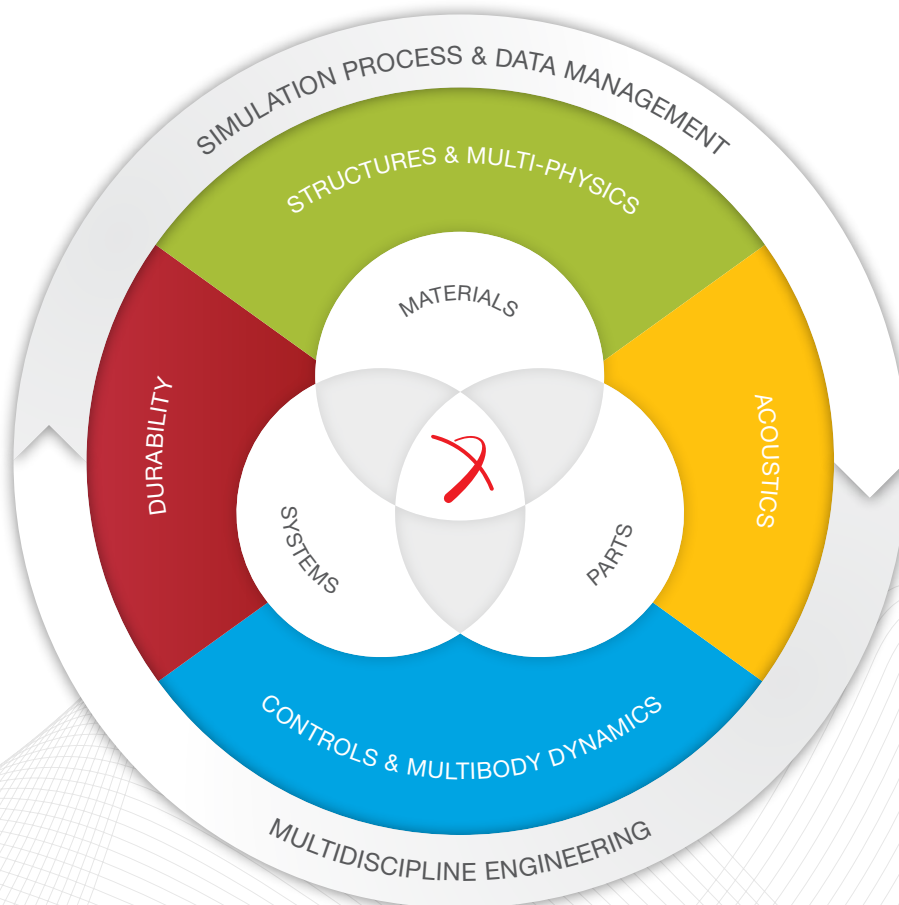 SIMULATION PROCESS & DATA MANAGEMENT
STRUCTURES & MULTI-PHYSICS
MATERIALS
DURABILITY
ACOUSTICS
SYSTEMS
PARTS
CONTROLS & MULTIBODY DYNAMICS
MULTIDISCIPLINE ENGINEERING